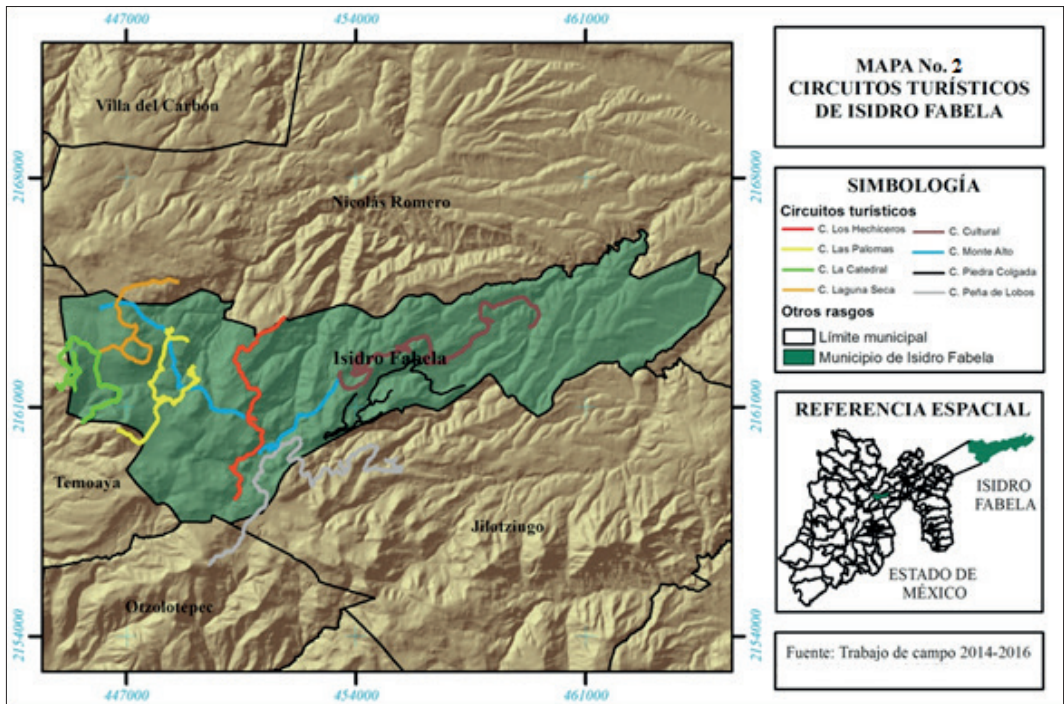 447000
454000
461000
2168000
2161000
2154000
Villa del Carbón
Nicolás Romero
Isidro Fabela
Temoaya
Jilotzingo
Otzolotepec
2168000
2161000
2154000
447000
454000
461000
MAPA No. 2
CIRCUITOS TURÍSTICOS
DE ISIDRO FABELA
SIMBOLOGÍA
Circuitos turísticos
C. Los Hechiceros
C. Cultural
C. Las Palomas
C. Monte Alto
C. La Catedral
C. Piedra Colgada
C. Laguna Seca
C. Peña de Lobos
Otros rasgos
Límite municipal
Municipio de Isidro Fabela
REFERENCIA ESPACIAL
ISIDRO
FABELA
ESTADO DE
MÉXICO
Fuente: Trabajo de campo 2014-2016